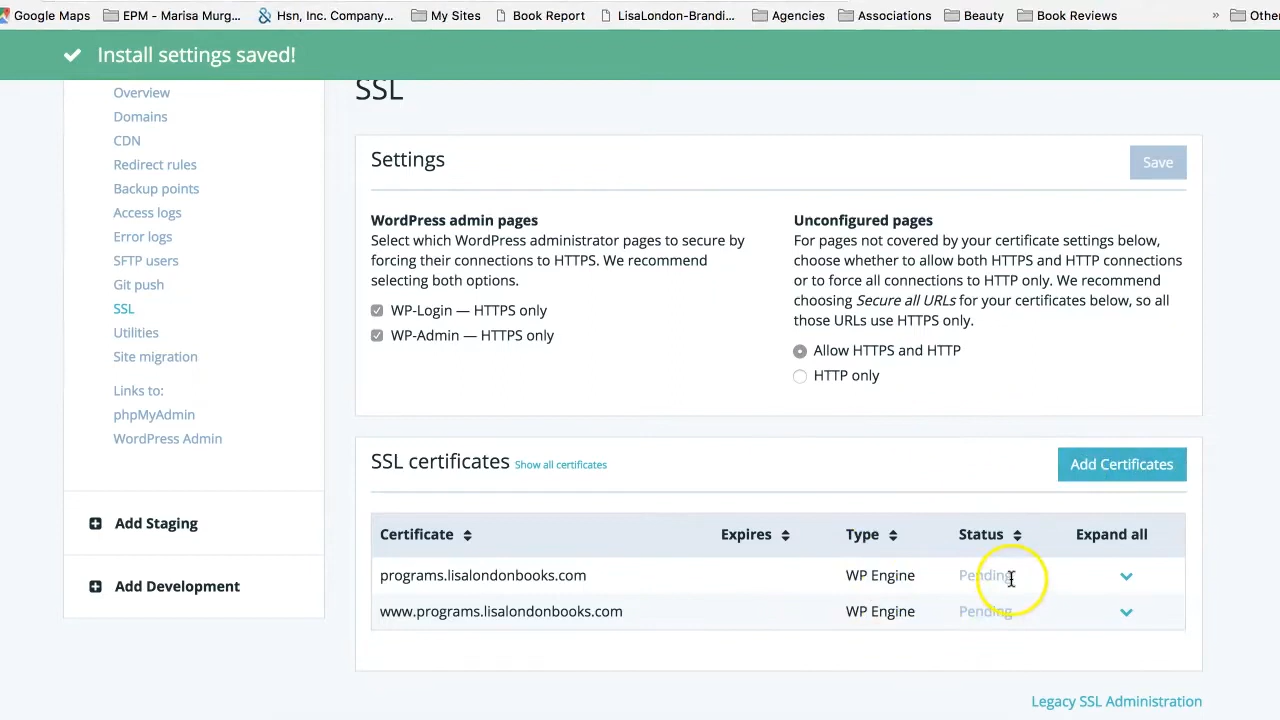 Google Maps EPM - Marisa Murg... Hsn, Inc. Company... My Sites Book Report LisaLondon-Brandi... Agencies Associations Beauty Book Reviews » Other
Install settings saved!
Overview
Domains
CDN
Redirect rules
Backup points
Access logs
Error logs
SFTP users
Git push
SSL
Utilities
Site migration
Links to:
phpMyAdmin
WordPress Admin
Add Staging
Add Development
SSL
Settings
Save
WordPress admin pages
Select which WordPress administrator pages to secure by
forcing their connections to HTTPS. We recommend
selecting both options.
WP-Login — HTTPS only
WP-Admin — HTTPS only
Unconfigured pages
For pages not covered by your certificate settings below,
choose whether to allow both HTTPS and HTTP connections
or to force all connections to HTTP only. We recommend
choosing Secure all URLs for your certificates below, so all
those URLs use HTTPS only.
Allow HTTPS and HTTP
HTTP only
SSL certificates Show all certificates
Add Certificates
Certificate Expires Type Status Expand all
programs.lisalondonbooks.com WP Engine Pending
www.programs.lisalondonbooks.com WP Engine Pending
Legacy SSL Administration